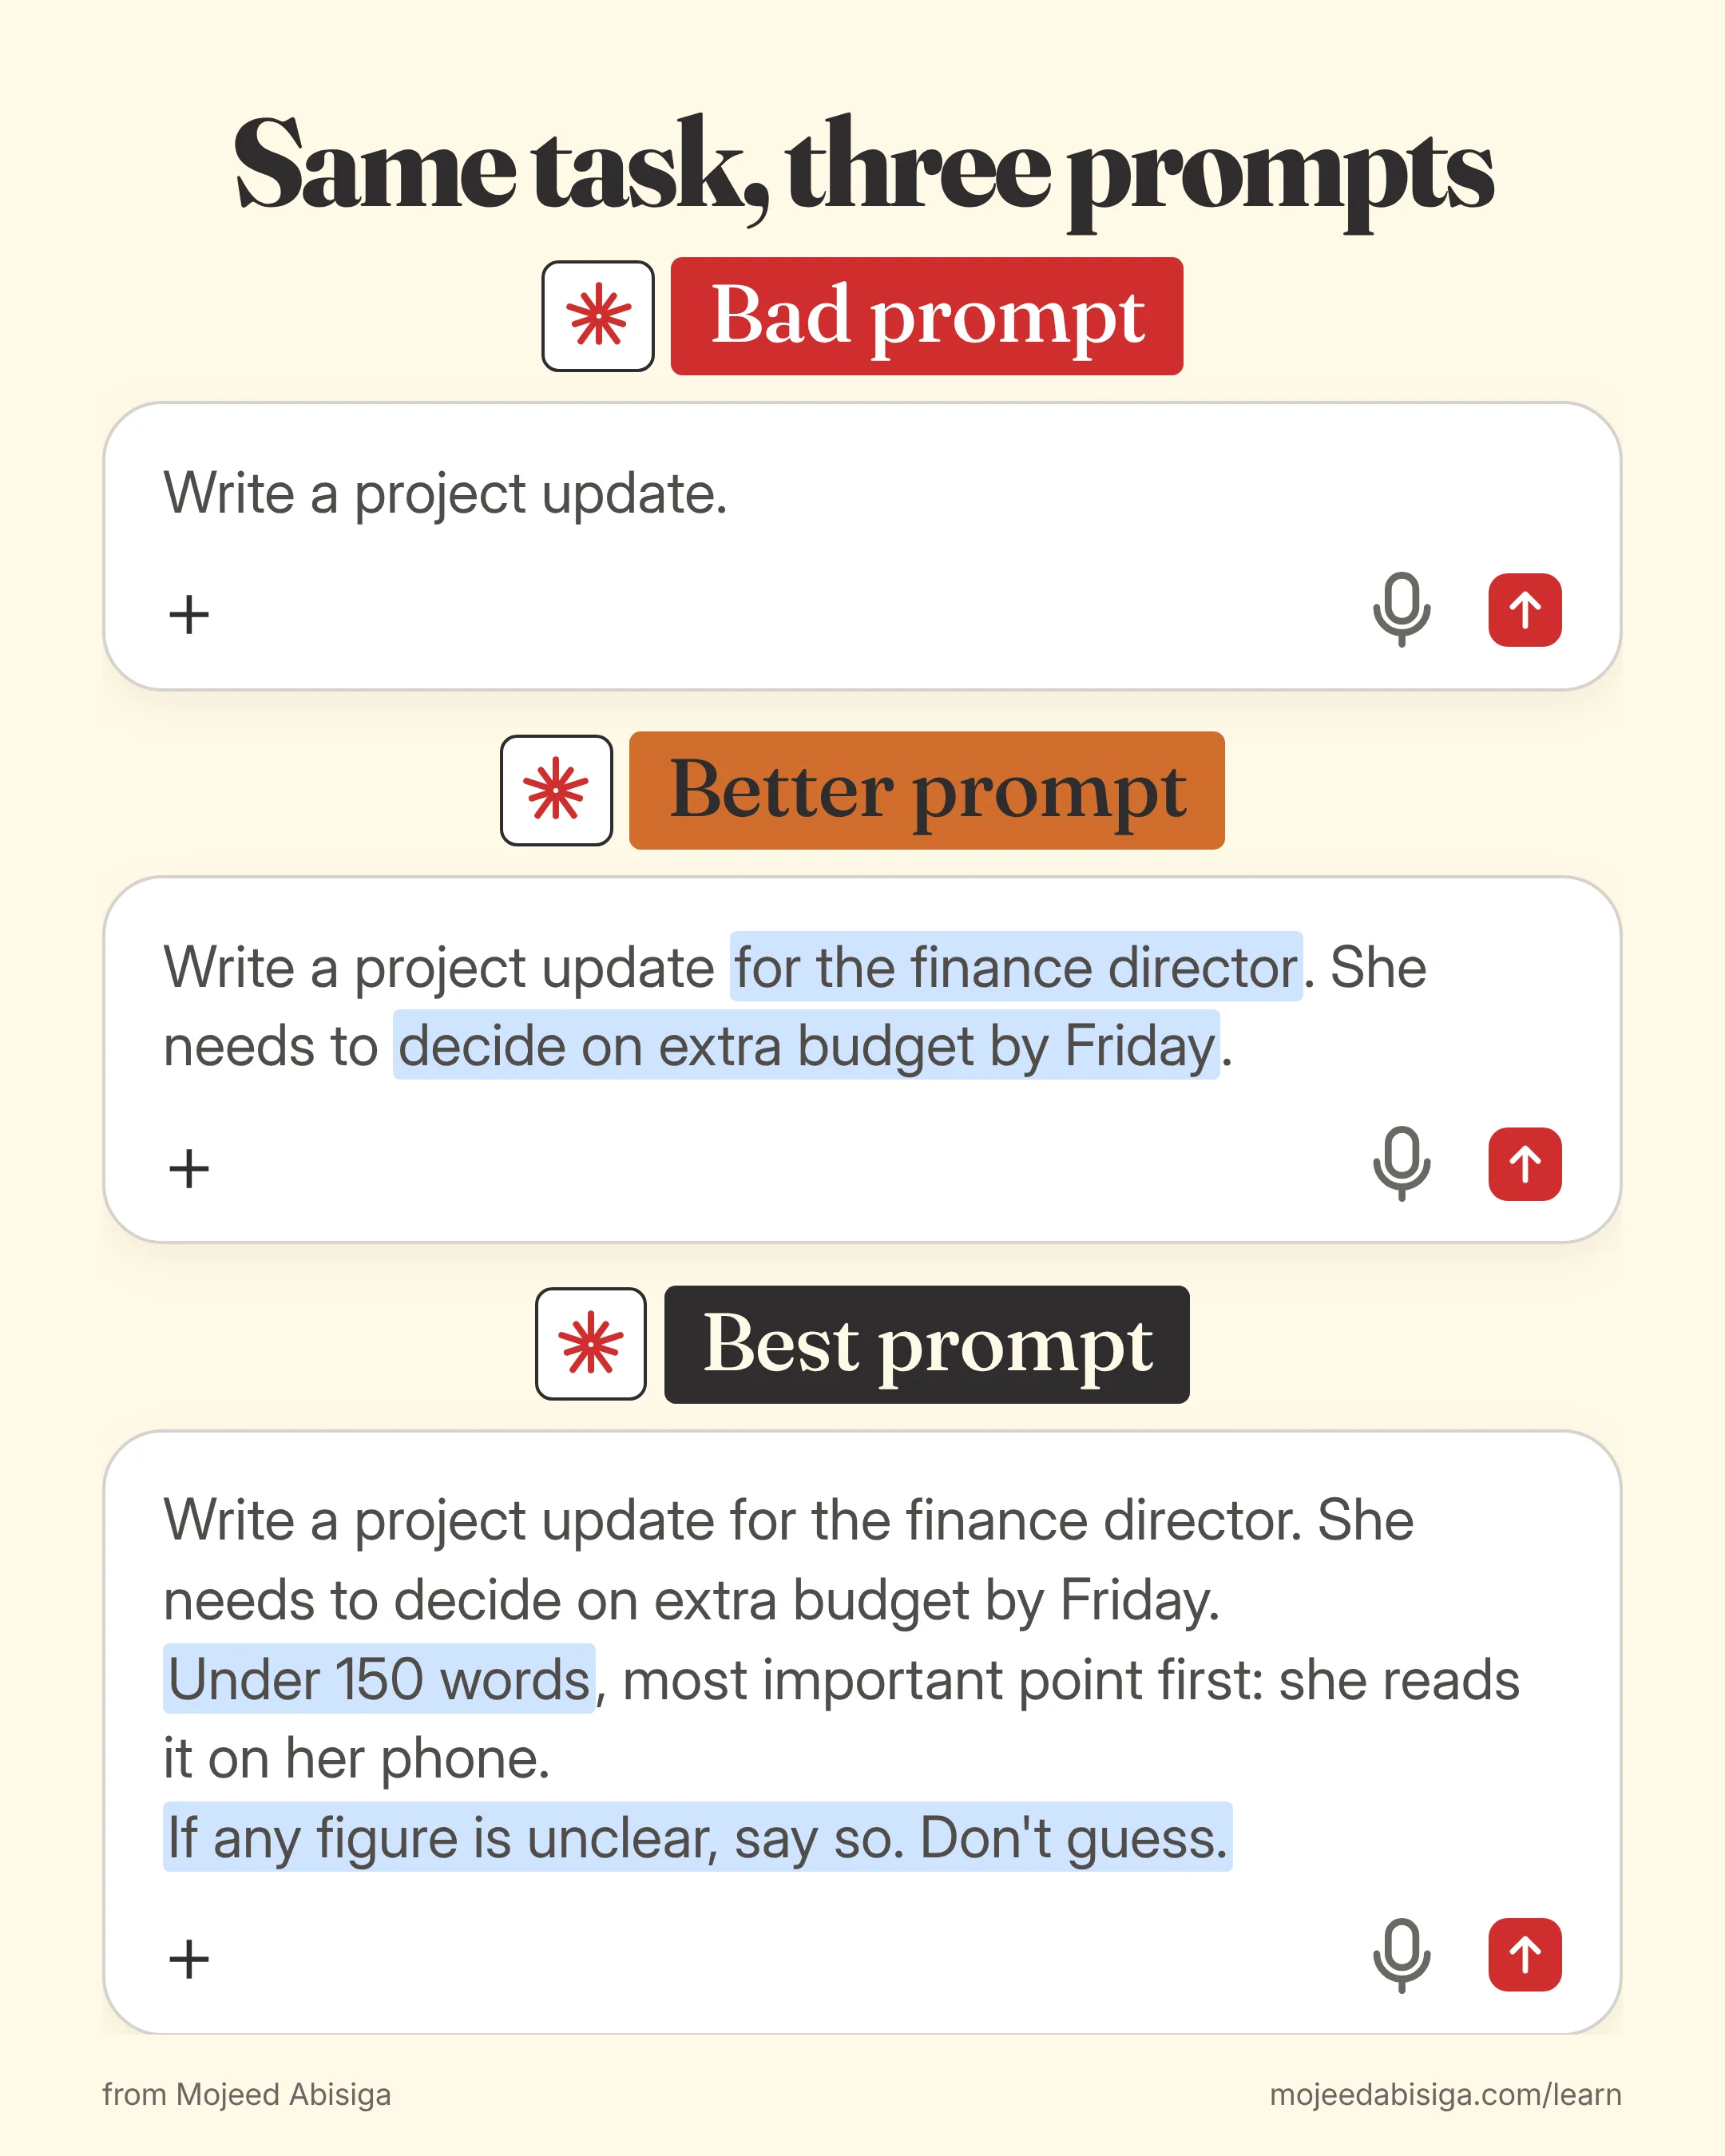 Same task, three prompts
Bad prompt
Write a project update.
Better prompt
Write a project update for the finance director. She
needs to decide on extra budget by Friday.
Best prompt
Write a project update for the finance director. She
needs to decide on extra budget by Friday.
Under 150 words, most important point first: she reads
it on her phone.
If any figure is unclear, say so. Don't guess.
from Mojeed Abisiga
mojeedabisiga.com/learn